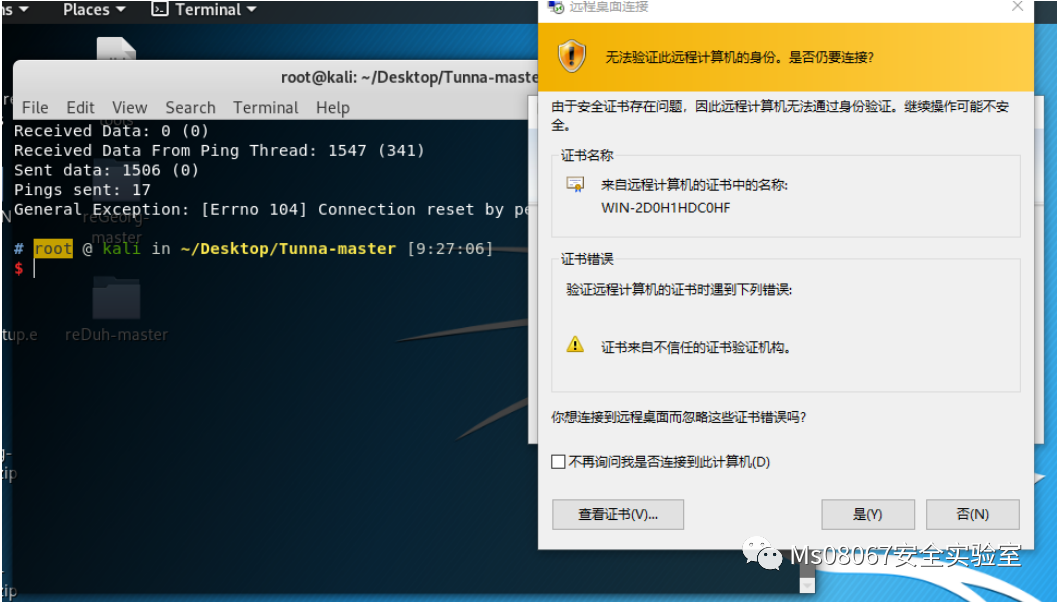 Places
Terminal
root@kali: ~/Desktop/Tunna-maste
File Edit View Search Terminal Help
Received Data: 0 (0)
Received Data From Ping Thread: 1547 (341)
Sent data: 1506 (0)
Pings sent: 17
General Exception: [Errno 104] Connection reset by pe
# root @ kali in ~/Desktop/Tunna-master [9:27:06]
$
reGeorg-
master
tup.e
reDuh-master
zip
zip
远程桌面连接
无法验证此远程计算机的身份。是否仍要连接?
由于安全证书存在问题，因此远程计算机无法通过身份验证。继续操作可能不安
全。
证书名称
来自远程计算机的证书中的名称:
WIN-2D0H1HDC0HF
证书错误
验证远程计算机的证书时遇到下列错误:
证书来自不信任的证书验证机构。
你想连接到远程桌面而忽略这些证书错误吗?
不再询问我是否连接到此计算机(D)
查看证书(V)...
是(Y)
否(N)
Ms08067安全实验室